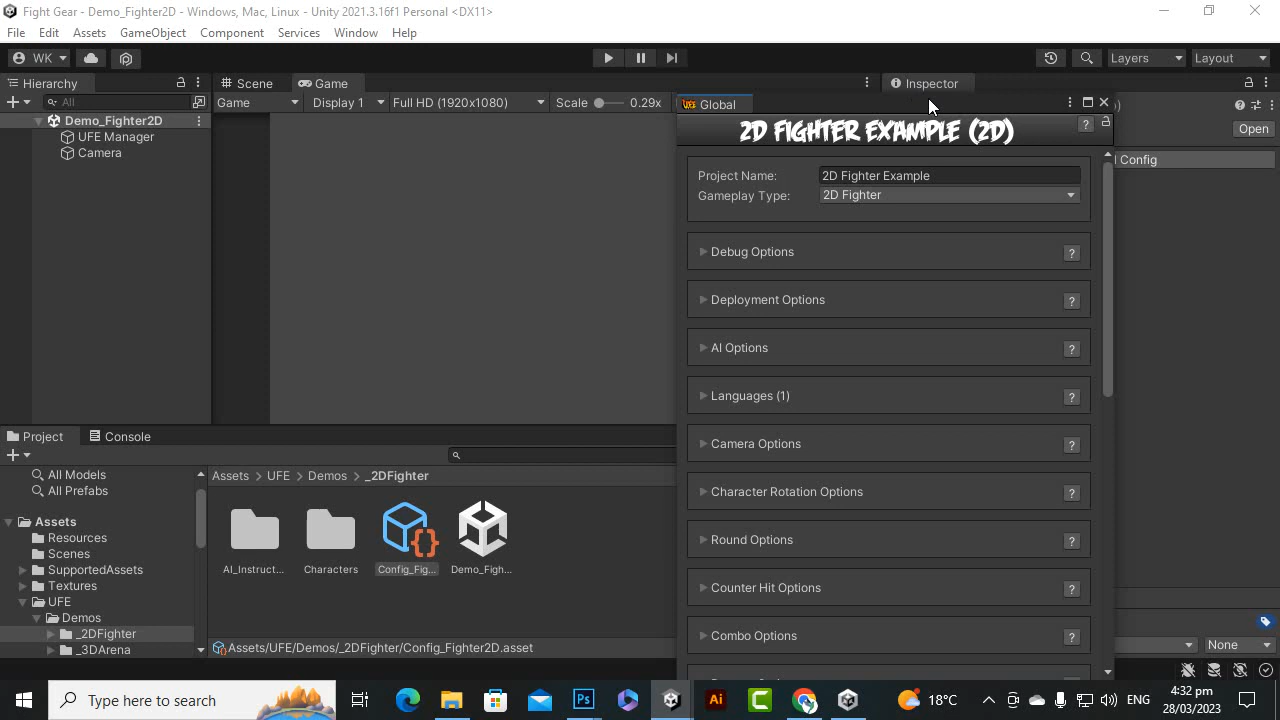 Fight Gear - Demo_Fighter2D - Windows, Mac, Linux - Unity 2021.3.16f1 Personal <DX11>
File Edit Assets GameObject Component Services Window Help
WK Layers Layout
Hierarchy Scene Game Inspector
All Game Display 1 Full HD (1920x1080) Scale 0.29x
UFE Global
Demo_Fighter2D
UFE Manager
Camera
2D FIGHTER EXAMPLE (2D) ?
Open
Config
Project Name: 2D Fighter Example
Gameplay Type: 2D Fighter
Debug Options ?
Deployment Options ?
AI Options ?
Languages (1) ?
Camera Options ?
Character Rotation Options ?
Round Options ?
Counter Hit Options ?
Combo Options ?
None
Project Console
All Models
All Prefabs
Assets
Resources
Scenes
SupportedAssets
Textures
UFE
Demos
_2DFighter
_3DArena
Assets > UFE > Demos > _2DFighter
AI_Instruct... Characters Config_Fig... Demo_Figh...
Assets/UFE/Demos/_2DFighter/Config_Fighter2D.asset
Type here to search
Ps Ai 18°C ENG 4:32 pm
28/03/2023